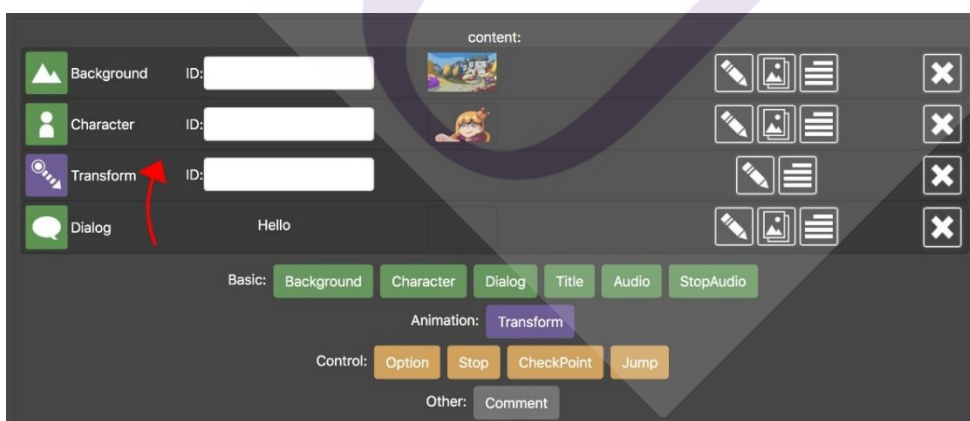 content:
Background ID:
Character ID:
Transform ID:
Dialog Hello
Basic: Background Character Dialog Title Audio StopAudio
Animation: Transform
Control: Option Stop CheckPoint Jump
Other: Comment